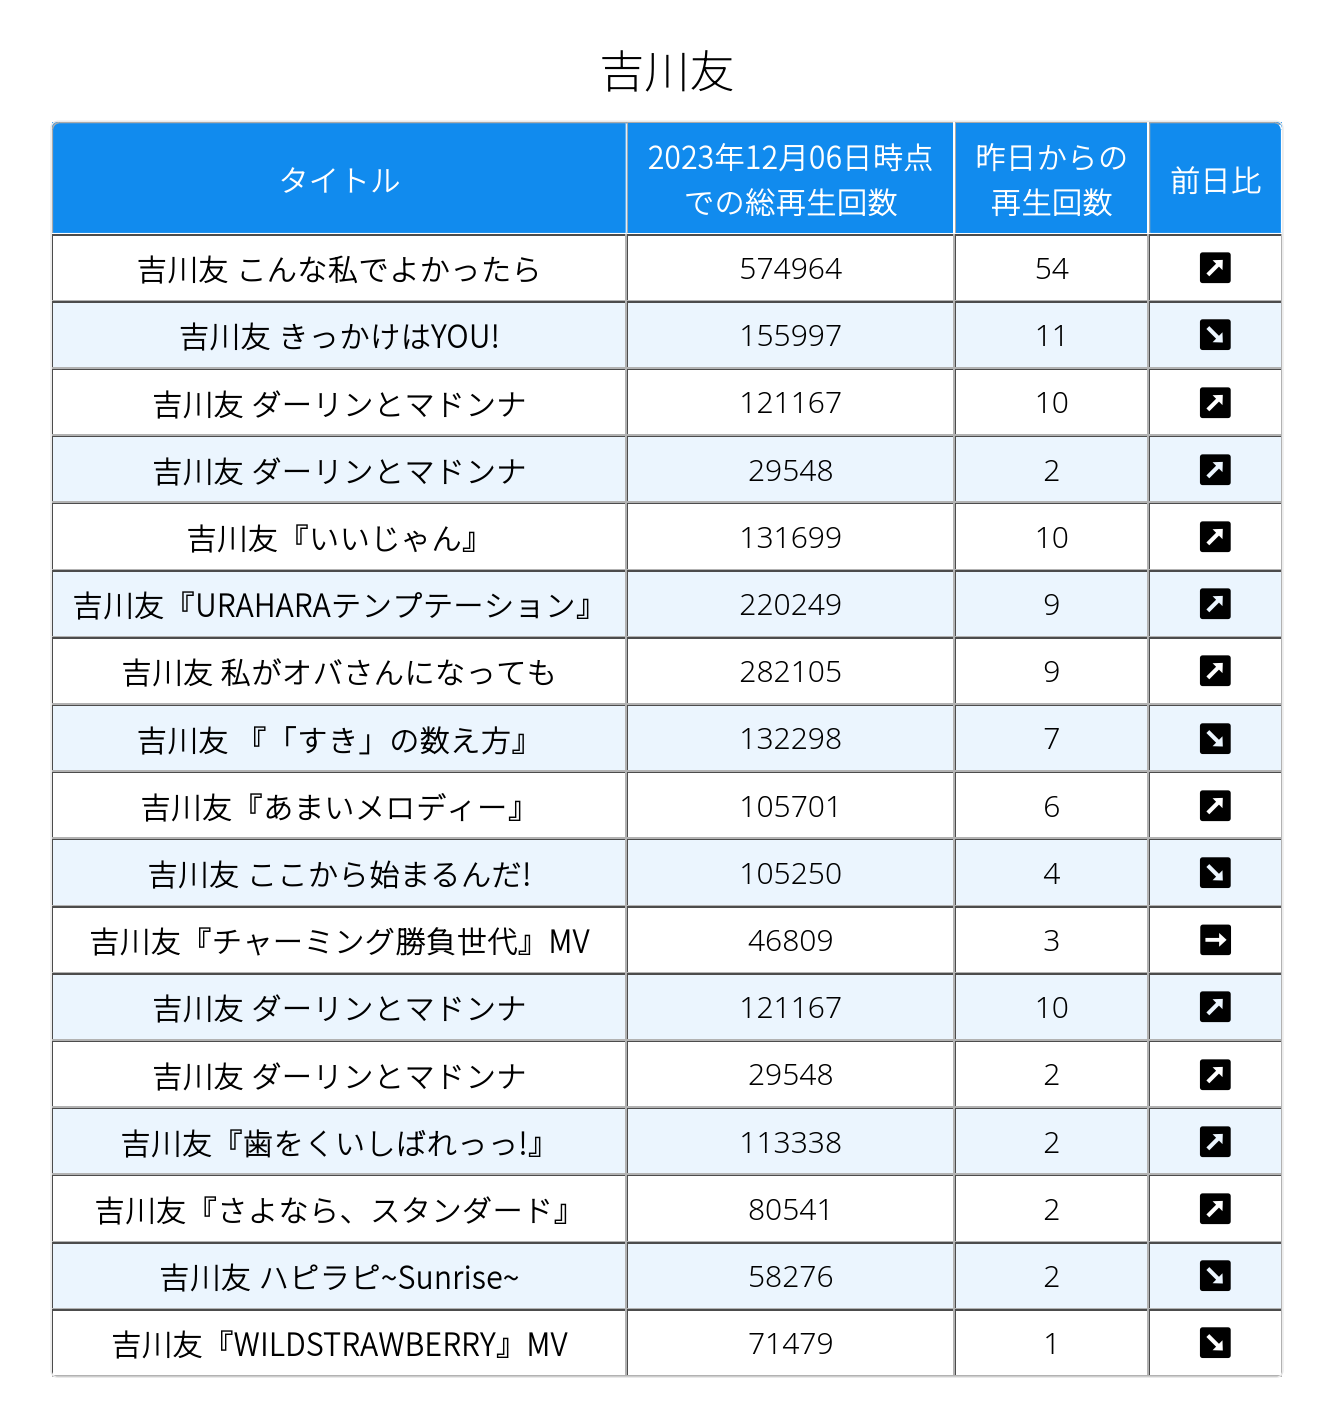 吉川友
タイトル 2023年12月06日時点での総再生回数 昨日からの再生回数 前日比
吉川友 こんな私でよかったら 574964 54 ↗
吉川友 きっかけはYOU! 155997 11 ↘
吉川友 ダーリンとマドンナ 121167 10 ↗
吉川友 ダーリンとマドンナ 29548 2 ↗
吉川友『いいじゃん』 131699 10 ↗
吉川友『URAHARAテンプテーション』 220249 9 ↗
吉川友 私がオバさんになっても 282105 9 ↗
吉川友 『「すき」の数え方』 132298 7 ↘
吉川友『あまいメロディー』 105701 6 ↗
吉川友 ここから始まるんだ! 105250 4 ↘
吉川友『チャーミング勝負世代』MV 46809 3 →
吉川友 ダーリンとマドンナ 121167 10 ↗
吉川友 ダーリンとマドンナ 29548 2 ↗
吉川友『歯をくいしばれっっ!』 113338 2 ↗
吉川友『さよなら、スタンダード』 80541 2 ↗
吉川友 ハピラピ~Sunrise~ 58276 2 ↘
吉川友『WILDSTRAWBERRY』MV 71479 1 ↘